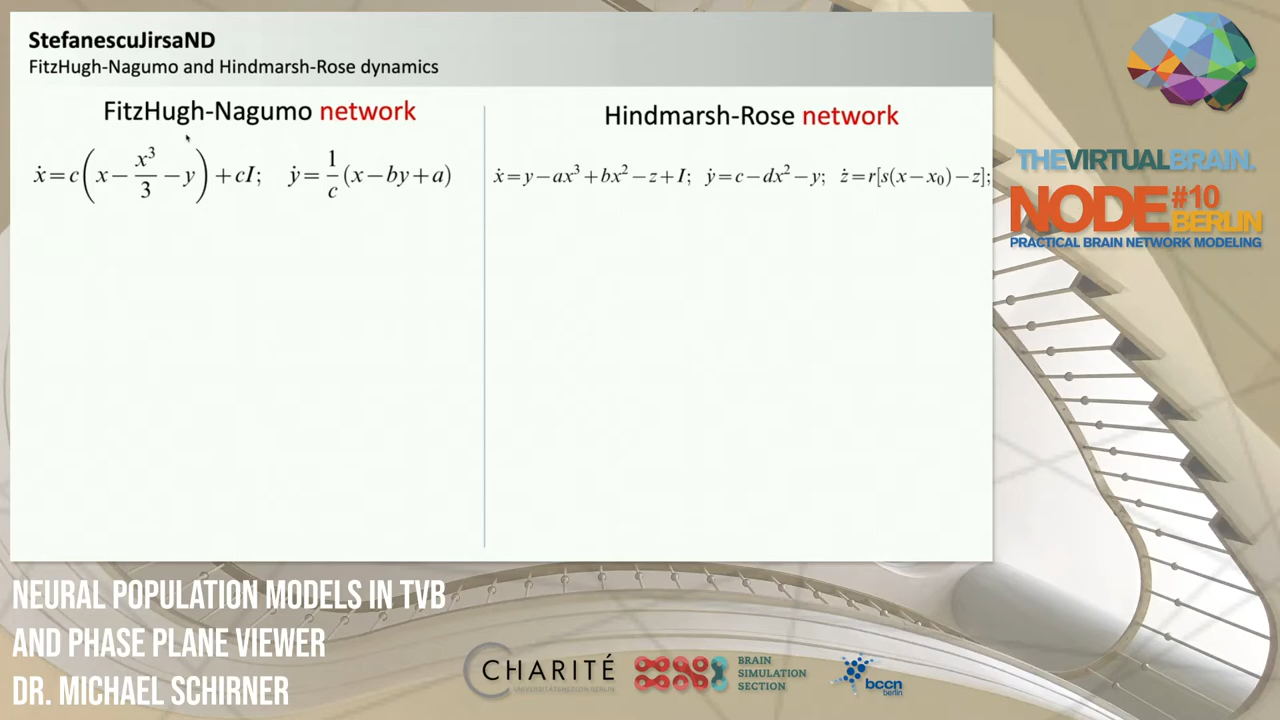 StefanescuJirsaND
FitzHugh-Nagumo and Hindmarsh-Rose dynamics
FitzHugh-Nagumo network
ẋ=c(x−x³/3−y)+cI; ẏ=1/c(x−by+a)
Hindmarsh-Rose network
ẋ=y−ax³+bx²−z+I; ẏ=c−dx²−y; ż=r[s(x−x₀)−z];
THEVIRTUALBRAIN.
NODE #10
BERLIN
PRACTICAL BRAIN NETWORK MODELING
NEURAL POPULATION MODELS IN TVB
AND PHASE PLANE VIEWER
DR. MICHAEL SCHIRNER
CHARITÉ
UNIVERSITÄTSMEDIZIN BERLIN
BRAIN
SIMULATION
SECTION
bccn
berlin